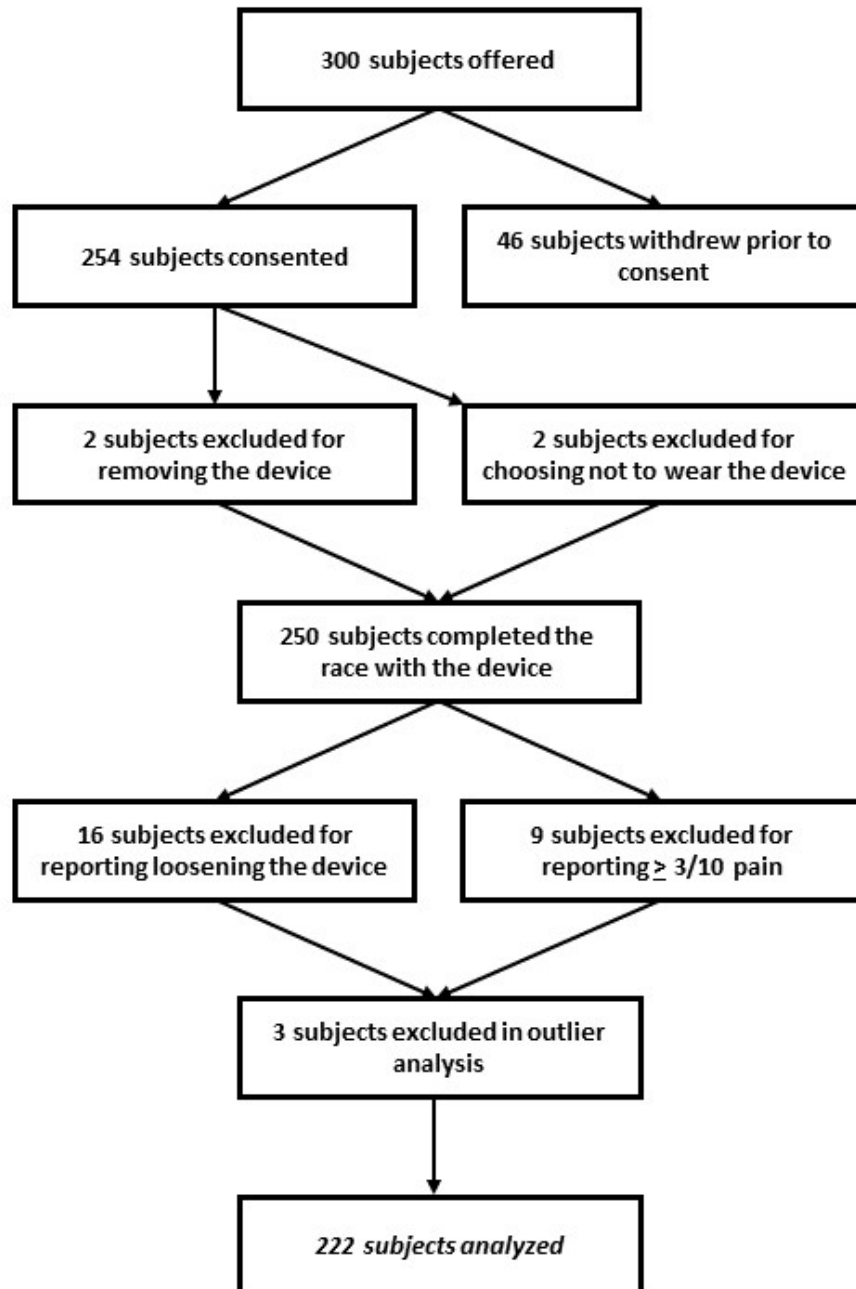 300 subjects offered
254 subjects consented
46 subjects withdrew prior to
consent
2 subjects excluded for
removing the device
2 subjects excluded for
choosing not to wear the device
250 subjects completed the
race with the device
16 subjects excluded for
reporting loosening the device
9 subjects excluded for
reporting ≥ 3/10 pain
3 subjects excluded in outlier
analysis
222 subjects analyzed